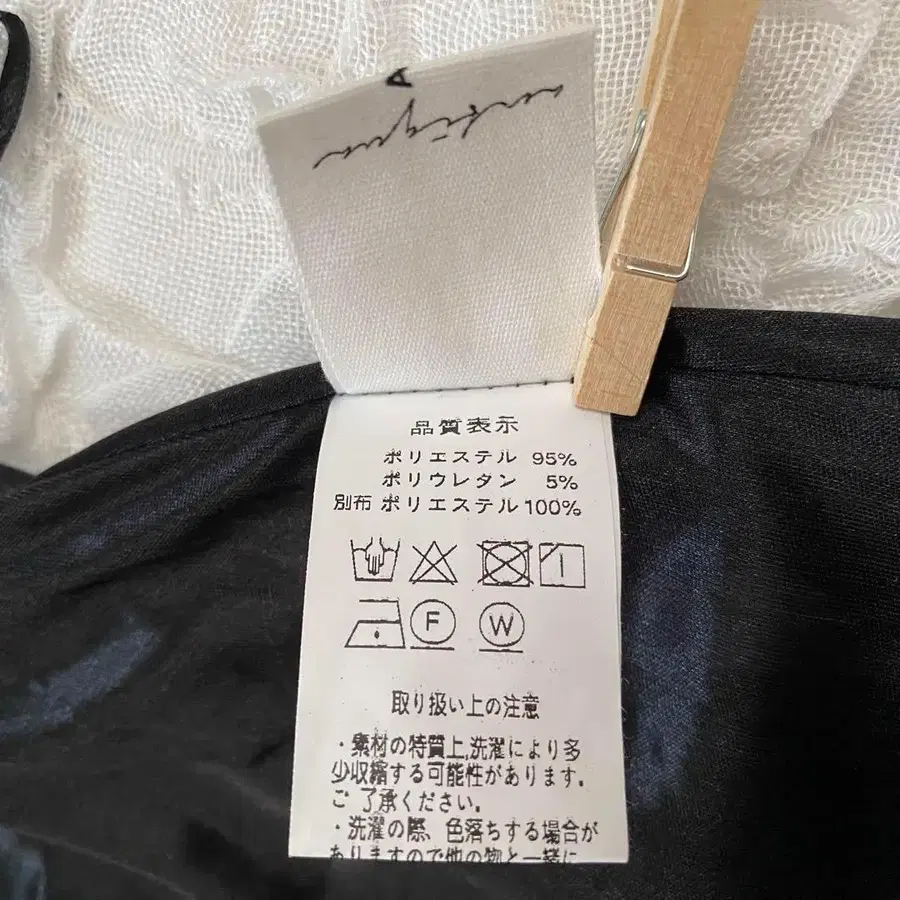 antiqua
A
品質表示
ポリエステル 95%
ポリウレタン 5%
別布 ポリエステル 100%
F
W
取り扱い上の注意
・素材の特質上,洗濯により多
少収縮する可能性があります。
ご了承ください。
・洗濯の際、色落ちする場合が
ありますので他の物と一緒に